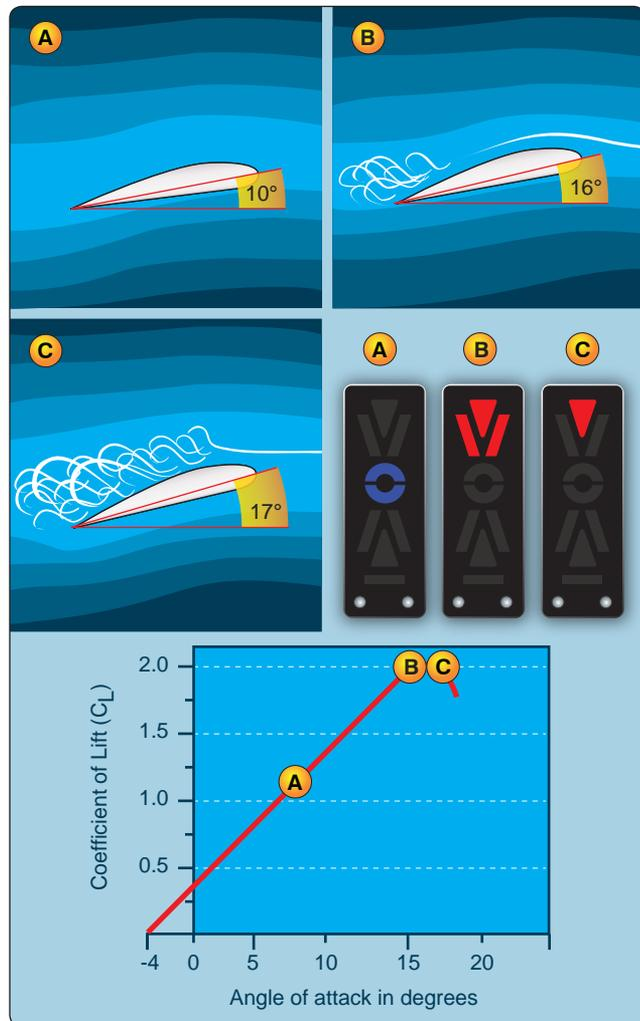 A
10°
B
16°
C
17°
A B C
Coefficient of Lift (CL)
2.0
1.5
1.0
0.5
A
B C
-4 0 5 10 15 20
Angle of attack in degrees